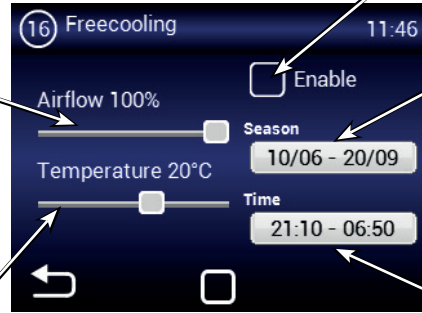 16 Freecooling 11:46
Enable
Airflow 100%
Season
10/06 - 20/09
Temperature 20°C
Time
21:10 - 06:50